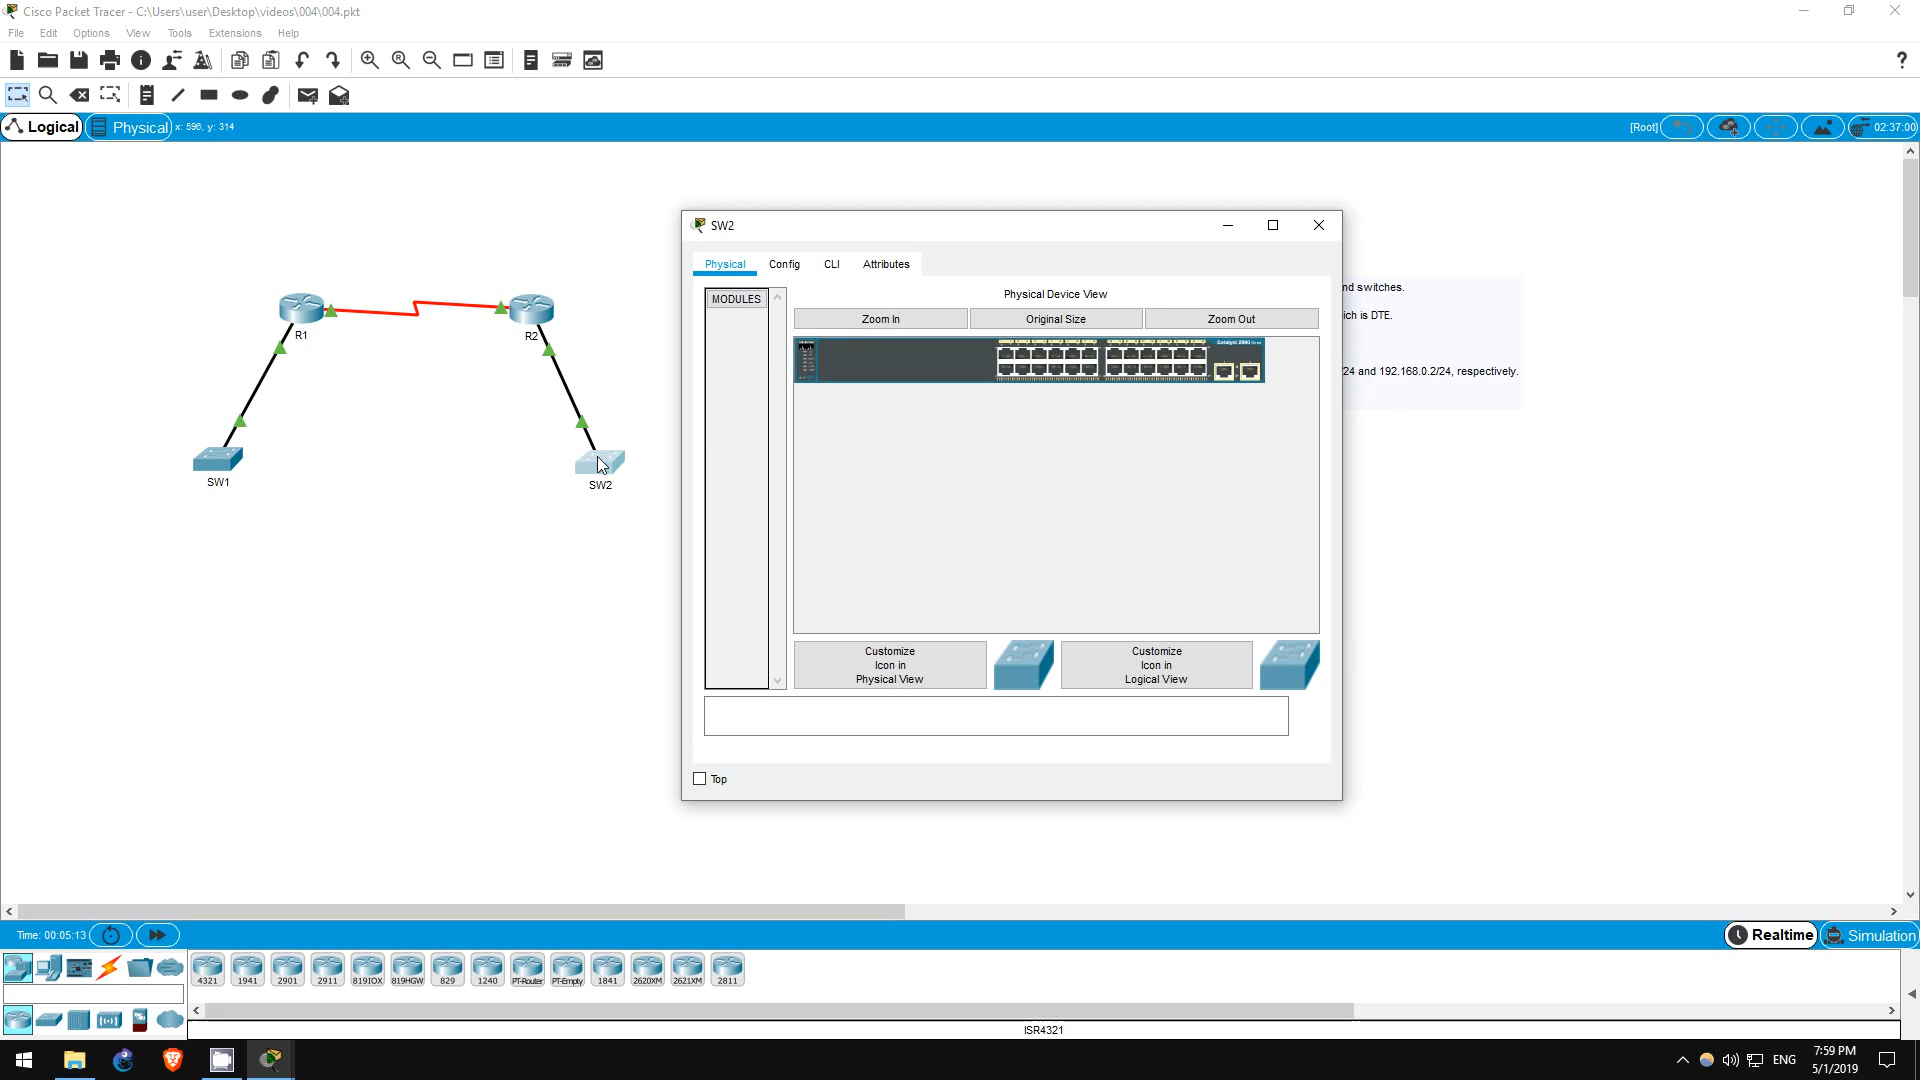 Cisco Packet Tracer - C:\Users\user\Desktop\videos\004\004.pkt
File Edit Options View Tools Extensions Help
Logical Physical x: 596, y: 314 [Root] 02:37:00
SW2
Physical Config CLI Attributes
MODULES
Physical Device View
Zoom In Original Size Zoom Out
Catalyst 2960 Series
nd switches.
ich is DTE.
24 and 192.168.0.2/24, respectively.
R1
R2
SW1
SW2
Customize
Icon in
Physical View
Customize
Icon in
Logical View
Top
Time: 00:05:13
Realtime Simulation
4321 1941 2901 2911 819IOX 819HGW 829 1240 PT-Router PT-Empty 1841 2620XM 2621XM 2811
ISR4321
ENG
7:59 PM
5/1/2019